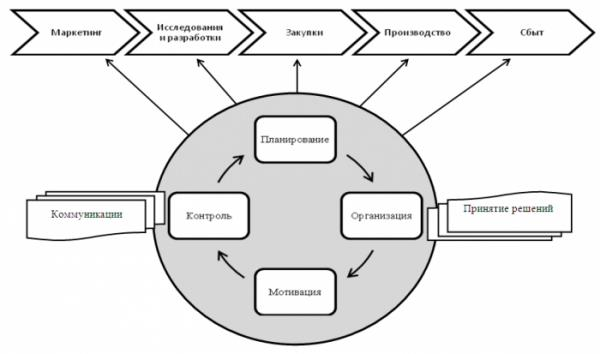 Маркетинг
Исследования
и разработки
Закупки
Производство
Сбыт
Планирование
Коммуникации
Контроль
Организация
Принятие решений
Мотивация